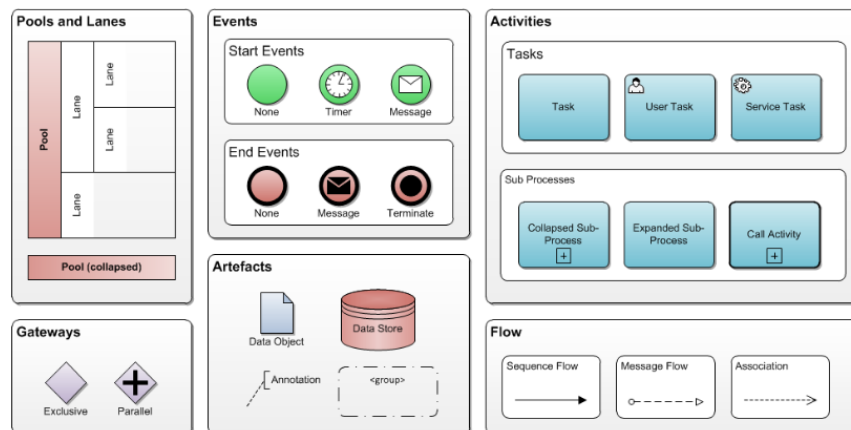 Pools and Lanes
Pool
Lane
Lane
Lane
Lane
Pool (collapsed)
Gateways
Exclusive
Parallel
Events
Start Events
None
Timer
Message
End Events
None
Message
Terminate
Artefacts
Data Object
Data Store
Annotation
<group>
Activities
Tasks
Task
User Task
Service Task
Sub Processes
Collapsed Sub-
Process
Expanded Sub-
Process
Call Activity
Flow
Sequence Flow
Message Flow
Association